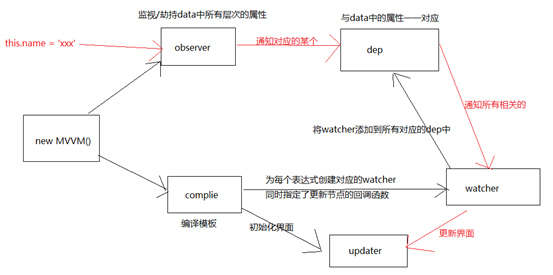 监视/劫持data中所有层次的属性
与data中的属性一一对应
this.name = 'xxx'
observer
通知对应的某个
dep
将watcher添加到所有对应的dep中
通知所有相关的
new MVVM()
complie
为每个表达式创建对应的watcher
同时指定了更新节点的回调函数
watcher
编译模板
初始化界面
updater
更新界面